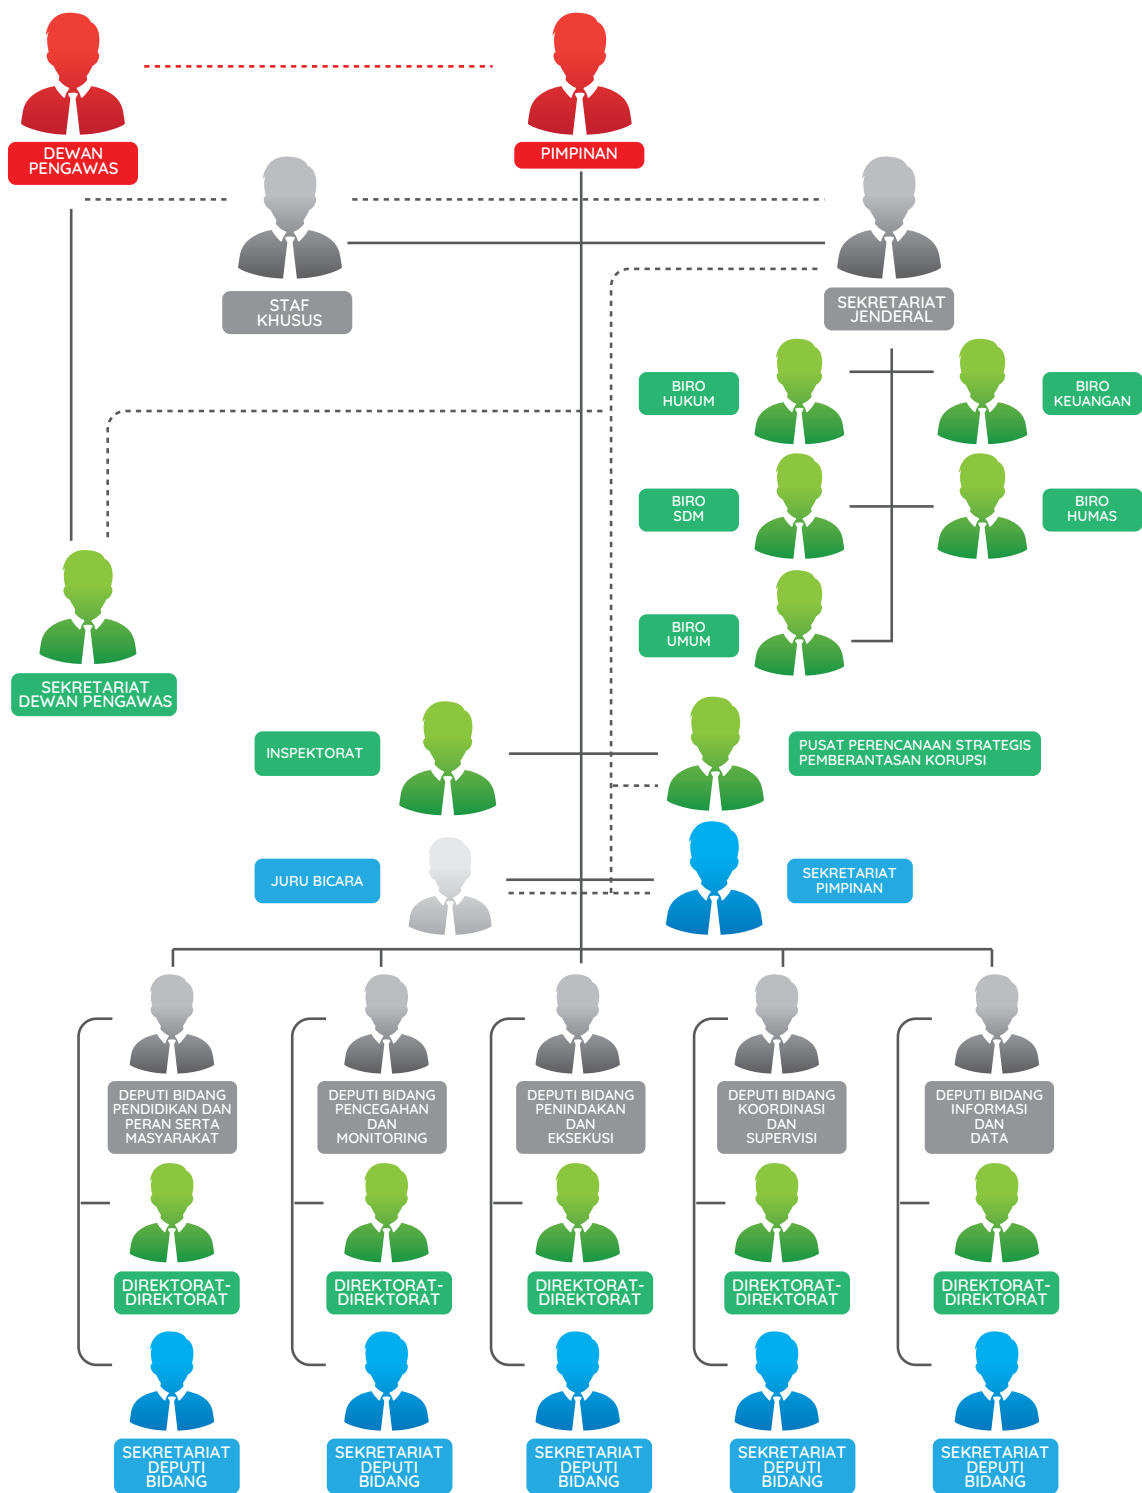 DEWAN
PENGAWAS
PIMPINAN
STAF
KHUSUS
SEKRETARIAT
JENDERAL
BIRO
HUKUM
BIRO
KEUANGAN
BIRO
SDM
BIRO
HUMAS
BIRO
UMUM
SEKRETARIAT
DEWAN PENGAWAS
INSPEKTORAT
PUSAT PERENCANAAN STRATEGIS
PEMBERANTASAN KORUPSI
JURU BICARA
SEKRETARIAT
PIMPINAN
DEPUTI BIDANG
PENDIDIKAN DAN
PERAN SERTA
MASYARAKAT
DEPUTI BIDANG
PENCEGAHAN
DAN
MONITORING
DEPUTI BIDANG
PENINDAKAN
DAN
EKSEKUSI
DEPUTI BIDANG
KOORDINASI
DAN
SUPERVISI
DEPUTI BIDANG
INFORMASI
DAN
DATA
DIREKTORAT-
DIREKTORAT
DIREKTORAT-
DIREKTORAT
DIREKTORAT-
DIREKTORAT
DIREKTORAT-
DIREKTORAT
DIREKTORAT-
DIREKTORAT
SEKRETARIAT
DEPUTI
BIDANG
SEKRETARIAT
DEPUTI
BIDANG
SEKRETARIAT
DEPUTI
BIDANG
SEKRETARIAT
DEPUTI
BIDANG
SEKRETARIAT
DEPUTI
BIDANG